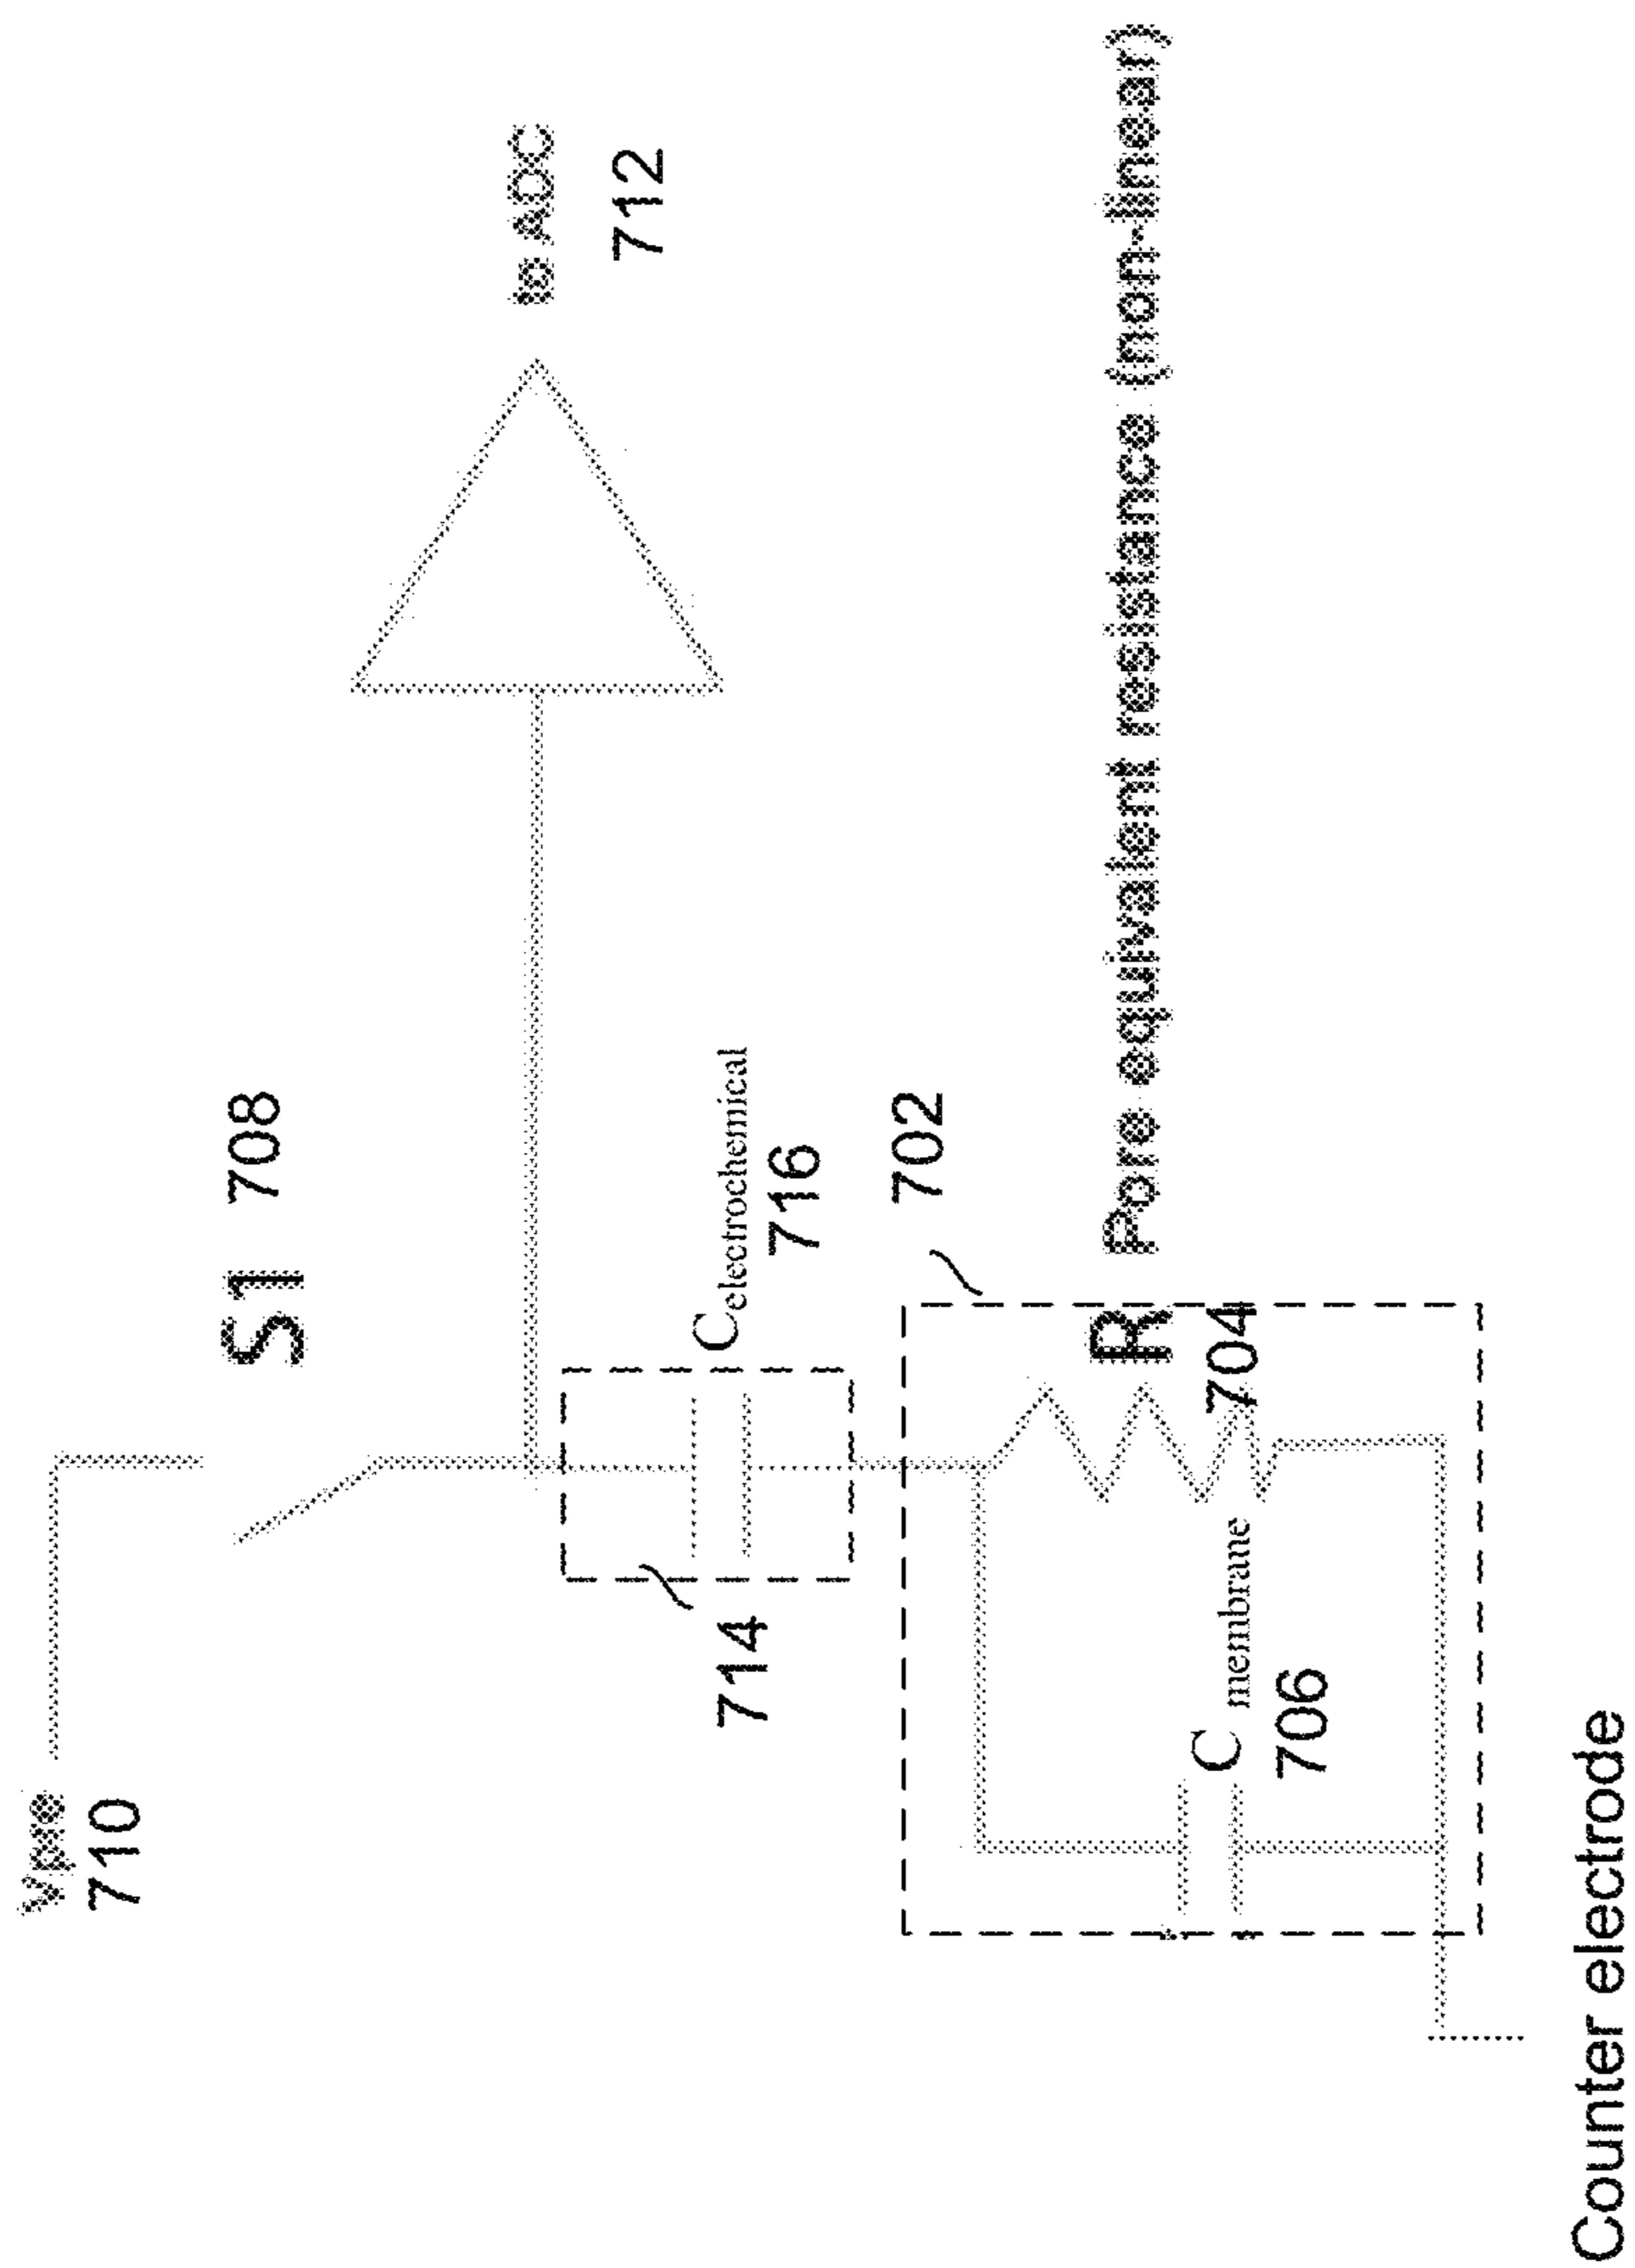 Vpre
710
S1 708
to ADC
712
Celectrochemical
716
714
702
R Pore equivalent resistance (non-linear)
704
C membrane
706
Counter electrode